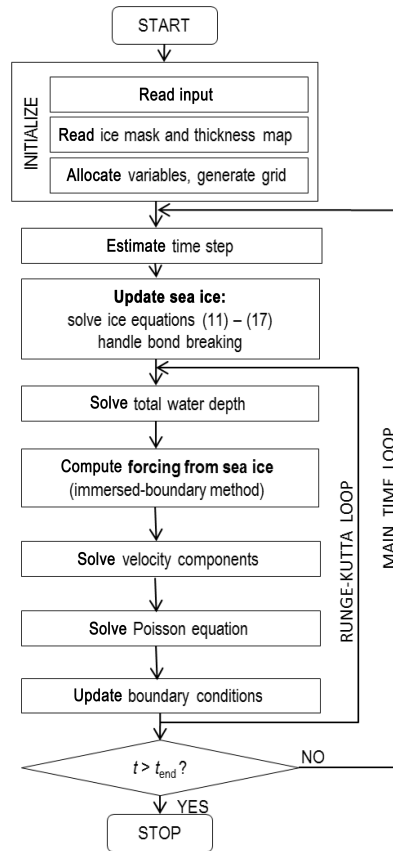 START
INITIALIZE
Read input
Read ice mask and thickness map
Allocate variables, generate grid
Estimate time step
Update sea ice:
solve ice equations (11) – (17)
handle bond breaking
Solve total water depth
Compute forcing from sea ice
(immersed-boundary method)
Solve velocity components
Solve Poisson equation
Update boundary conditions
RUNGE-KUTTA LOOP
MAIN TIME LOOP
t > tend ?
NO
YES
STOP